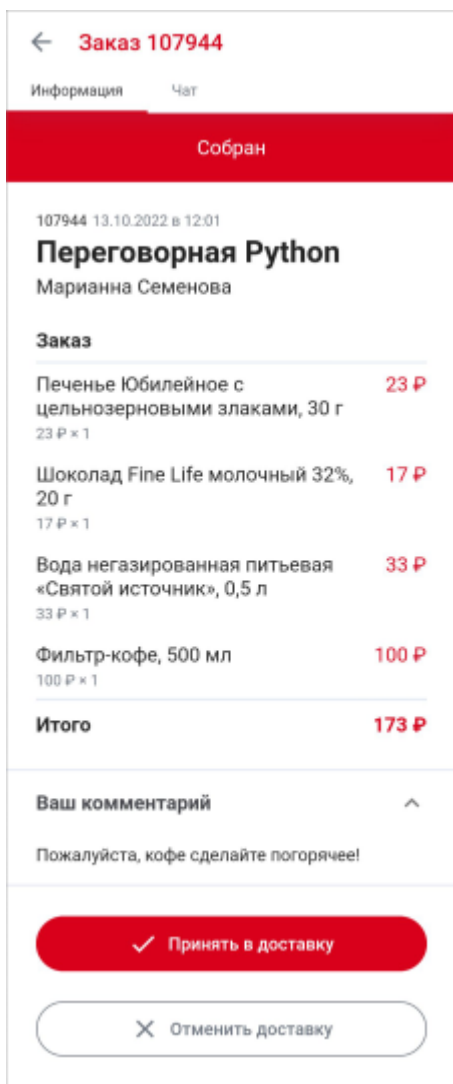 Заказ 107944
Информация Чат
Собран
107944 13.10.2022 в 12:01
Переговорная Python
Марианна Семенова
Заказ
Печенье Юбилейное с 23 ₽
цельнозерновыми злаками, 30 г
23 ₽ × 1
Шоколад Fine Life молочный 32%, 17 ₽
20 г
17 ₽ × 1
Вода негазированная питьевая 33 ₽
«Святой источник», 0,5 л
33 ₽ × 1
Фильтр-кофе, 500 мл 100 ₽
100 ₽ × 1
Итого 173 ₽
Ваш комментарий
Пожалуйста, кофе сделайте погорячее!
Принять в доставку
Отменить доставку